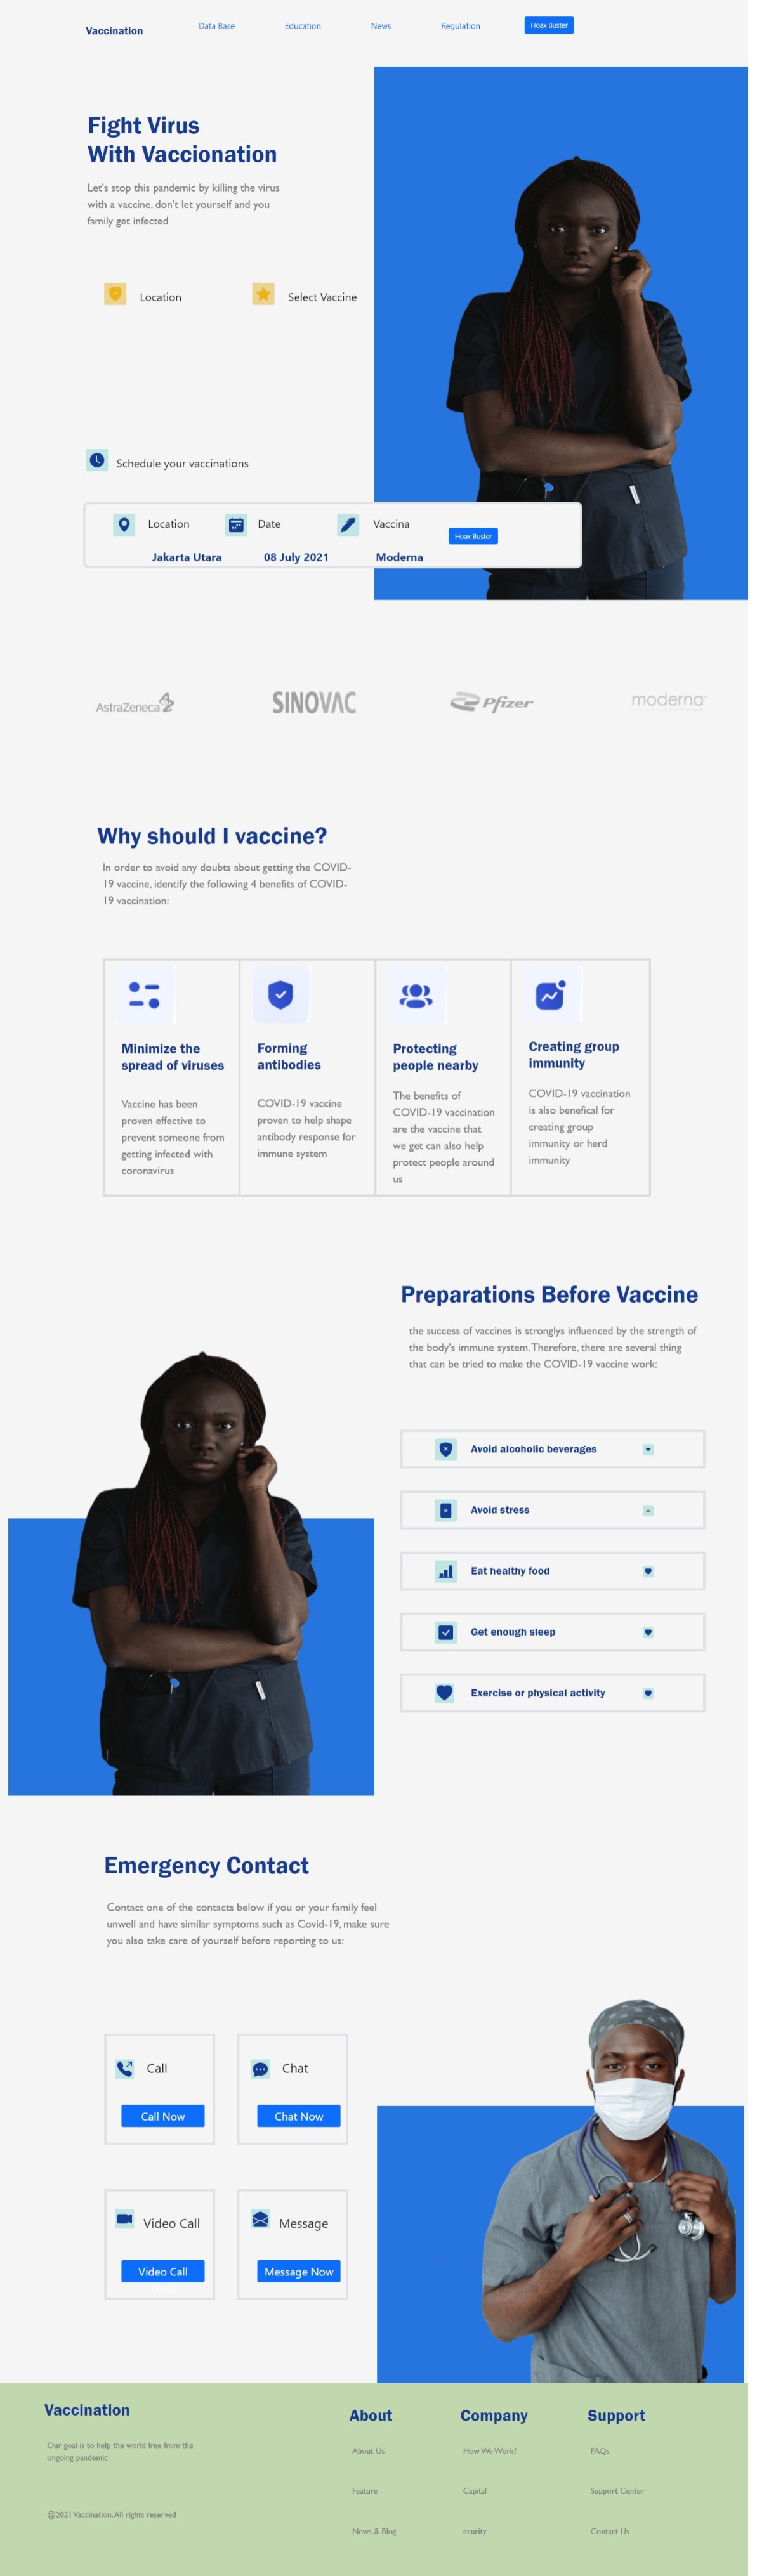 Vaccination
Data Base
Education
News
Regulation
Hoax Buster
Fight Virus
With Vaccionation
Let's stop this pandemic by killing the virus
with a vaccine, don't let yourself and you
family get infected
Location
Select Vaccine
Schedule your vaccinations
Location
Date
Vaccina
Hoax Buster
Jakarta Utara
08 July 2021
Moderna
AstraZeneca
SINOVAC
Pfizer
moderna
Why should I vaccine?
In order to avoid any doubts about getting the COVID-
19 vaccine, identify the following 4 benefits of COVID-
19 vaccination:
Minimize the
spread of viruses
Vaccine has been
proven effective to
prevent someone from
getting infected with
coronavirus
Forming
antibodies
COVID-19 vaccine
proven to help shape
antibody response for
immune system
Protecting
people nearby
The benefits of
COVID-19 vaccination
are the vaccine that
we get can also help
protect people around
us
Creating group
immunity
COVID-19 vaccination
is also benefical for
creating group
immunity or herd
immunity
Preparations Before Vaccine
the success of vaccines is stronglys influenced by the strength of
the body's immune system.Therefore, there are several thing
that can be tried to make the COVID-19 vaccine work:
Avoid alcoholic beverages
Avoid stress
Eat healthy food
Get enough sleep
Exercise or physical activity
Emergency Contact
Contact one of the contacts below if you or your family feel
unwell and have similar symptoms such as Covid-19, make sure
you also take care of yourself before reporting to us:
Call
Call Now
Chat
Chat Now
Video Call
Video Call
Message
Message Now
Vaccination
Our goal is to help the world free from the
ongoing pandemic
@2021 Vaccination. All rights reserved
About
About Us
Feature
News & Blog
Company
How We Work?
Capital
ecurity
Support
FAQs
Support Center
Contact Us